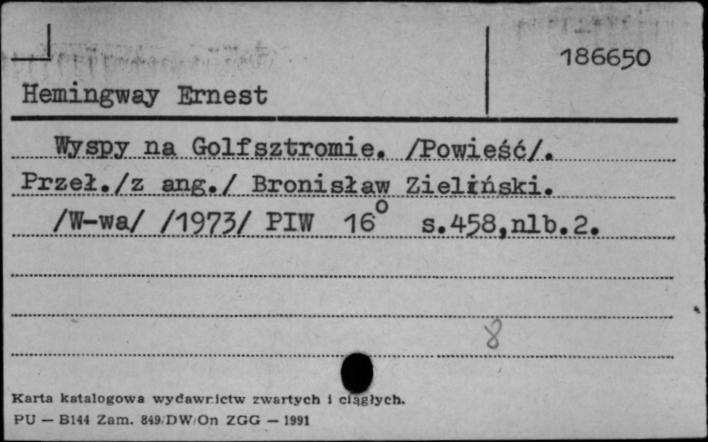 186650
Hemingway Ernest
Wyspy na Golfsztromie. /Powieść/.
Przeł./z ang./ Bronisław Zieliński.
/W-wa/ /1973/ PIW 16° s.458,nlb.2.
8
Karta katalogowa wydawnictw zwartych i ciągłych.
PU — B144 Zam. 849/DW/On ZGG — 1991